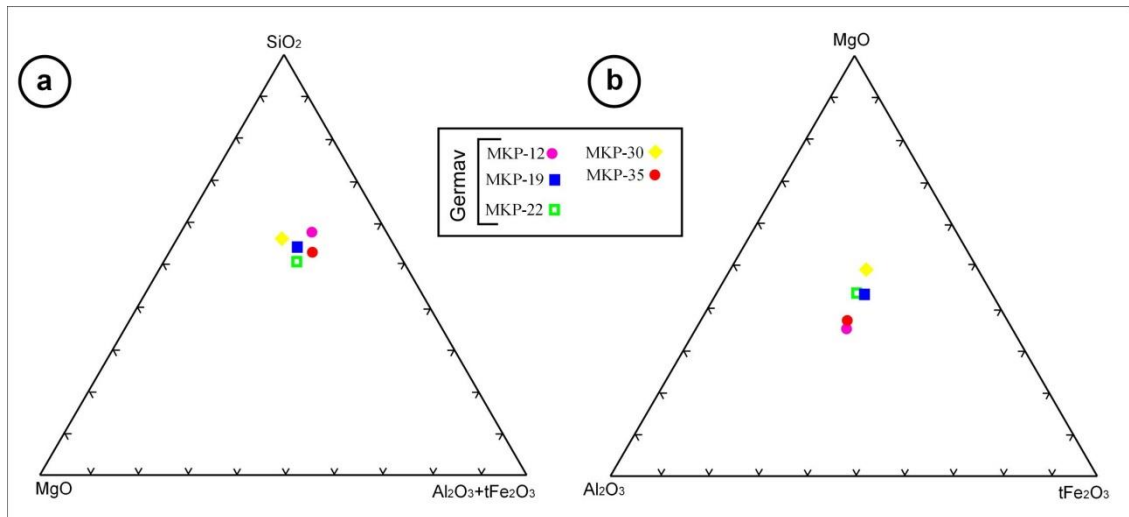 a
SiO₂
MgO
Al₂O₃+tFe₂O₃
Germav
MKP-12
MKP-19
MKP-22
MKP-30
MKP-35
b
MgO
Al₂O₃
tFe₂O₃